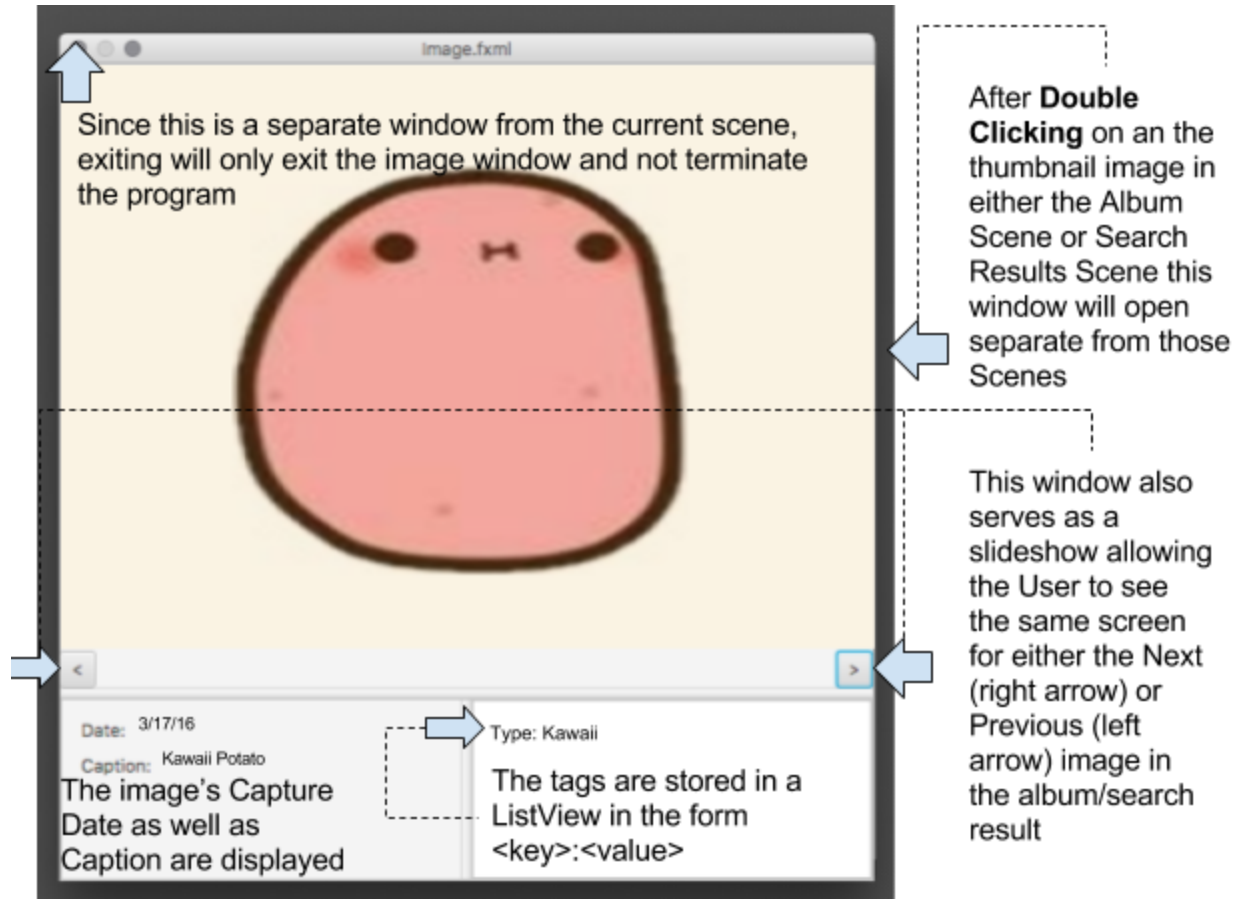 Image.fxml
Since this is a separate window from the current scene,
exiting will only exit the image window and not terminate
the program
<
>
Date: 3/17/16
Caption: Kawaii Potato
The image's Capture
Date as well as
Caption are displayed
Type: Kawaii
The tags are stored in a
ListView in the form
<key>:<value>
After Double
Clicking on an the
thumbnail image in
either the Album
Scene or Search
Results Scene this
window will open
separate from those
Scenes
This window also
serves as a
slideshow allowing
the User to see
the same screen
for either the Next
(right arrow) or
Previous (left
arrow) image in
the album/search
result